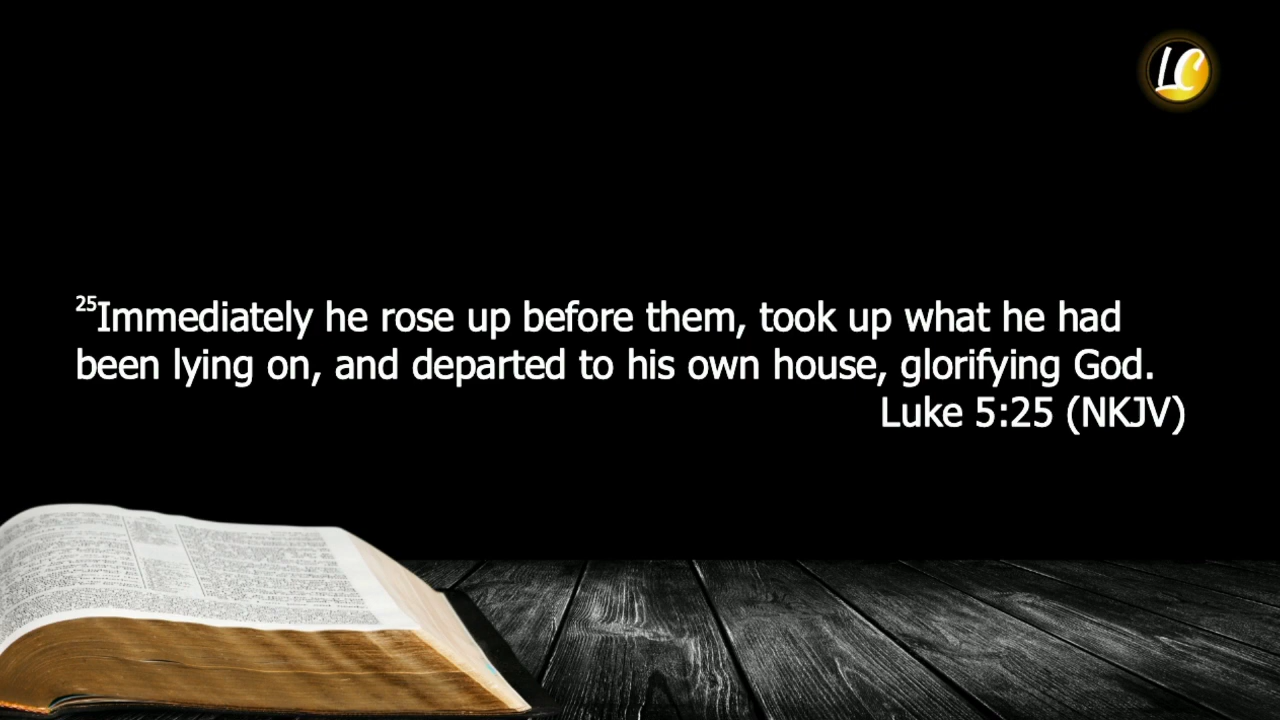 LC
25Immediately he rose up before them, took up what he had
been lying on, and departed to his own house, glorifying God.
Luke 5:25 (NKJV)